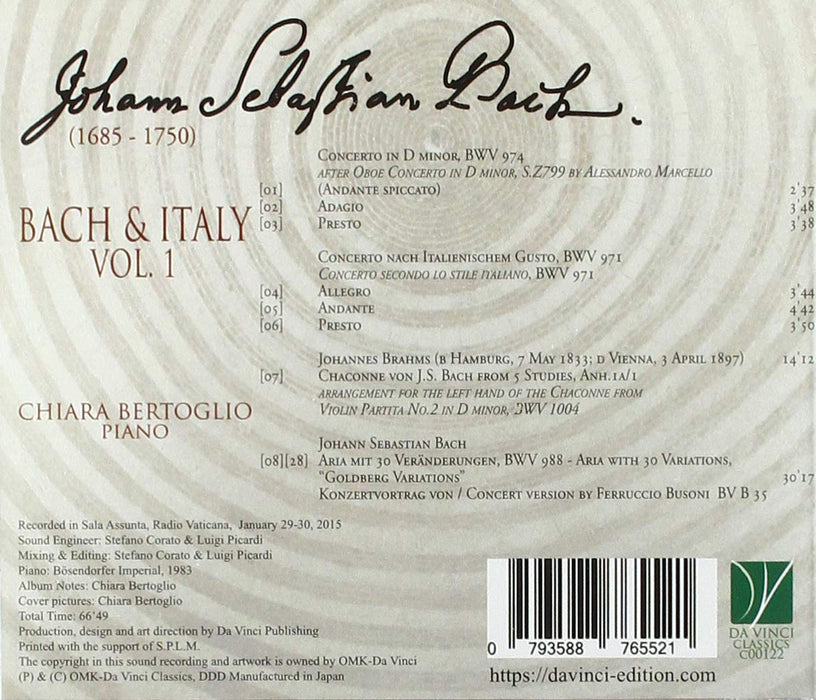 Johann Sebastian Bach.
(1685 - 1750)
BACH & ITALY
VOL. 1
CHIARA BERTOGLIO
PIANO
Concerto in D minor, BWV 974
after Oboe Concerto in D minor, S.Z799 by Alessandro Marcello
[01] (Andante spiccato) 2'37
[02] Adagio 3'48
[03] Presto 3'38
Concerto nach Italienischem Gusto, BWV 971
Concerto secondo lo stile italiano, BWV 971
[04] Allegro 3'44
[05] Andante 4'42
[06] Presto 3'50
Johannes Brahms (b Hamburg, 7 May 1833; d Vienna, 3 April 1897) 14'12
[07] Chaconne von J.S. Bach from 5 Studies, Anh.1a/1
arrangement for the left hand of the Chaconne from
Violin Partita No.2 in D minor, BWV 1004
Johann Sebastian Bach
[08][28] Aria mit 30 Veränderungen, BWV 988 - Aria with 30 Variations,
"Goldberg Variations" 30'17
Konzertvortrag von / Concert version by Ferruccio Busoni BV B 35
Recorded in Sala Assunta, Radio Vaticana, January 29-30, 2015
Sound Engineer: Stefano Corato & Luigi Picardi
Mixing & Editing: Stefano Corato & Luigi Picardi
Piano: Bösendorfer Imperial, 1983
Album Notes: Chiara Bertoglio
Cover pictures: Chiara Bertoglio
Total Time: 66'49
Production, design and art direction by Da Vinci Publishing
Printed with the support of S.P.L.M.
The copyright in this sound recording and artwork is owned by OMK-Da Vinci
(P) & (C) OMK-Da Vinci Classics, DDD Manufactured in Japan
0 793588 765521
https://davinci-edition.com
DA VINCI
CLASSICS
C00122